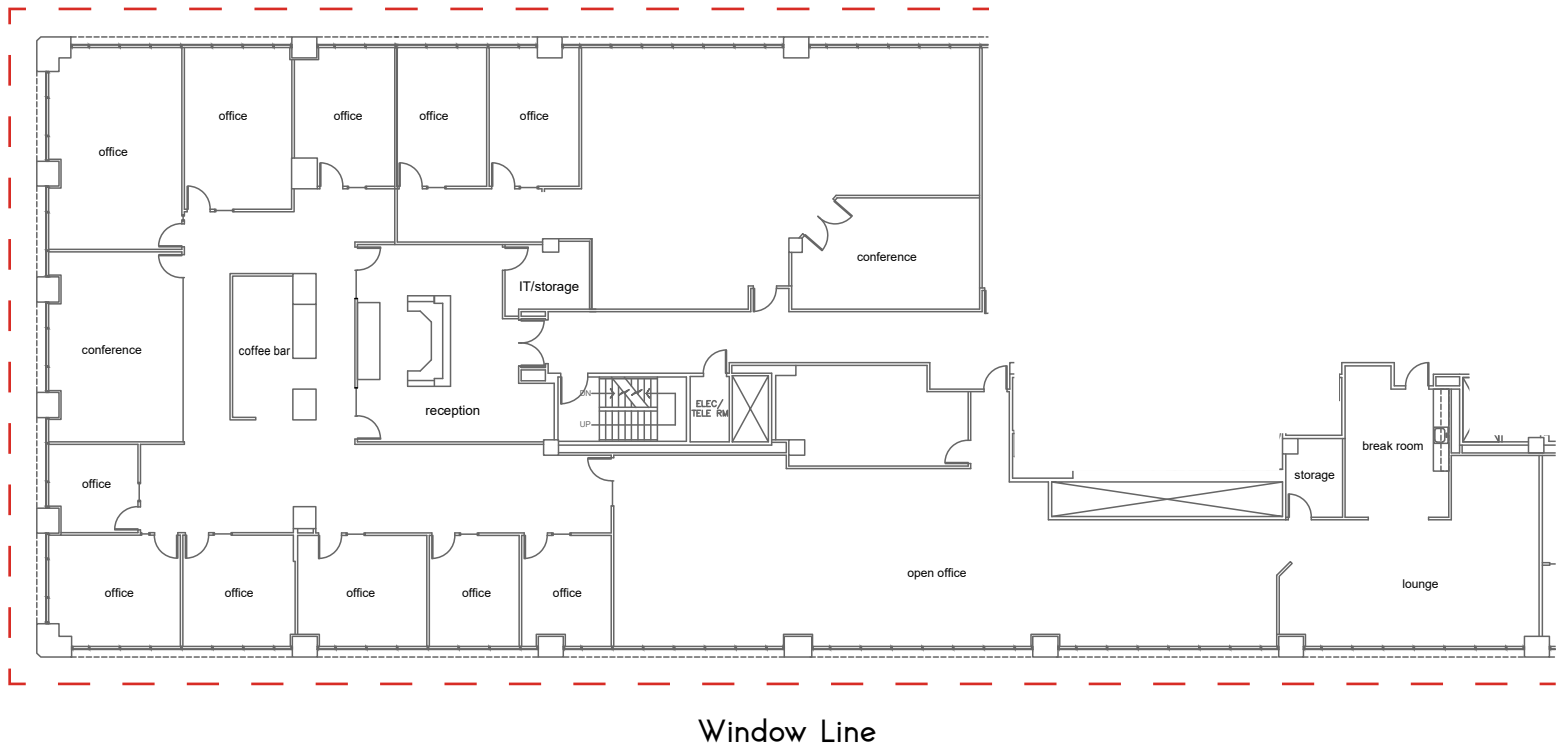 office
office
office
office
office
conference
IT/storage
conference
coffee bar
reception
DN
UP
ELEC/
TELE RM
break room
storage
office
open office
lounge
office
office
office
office
office
Window Line